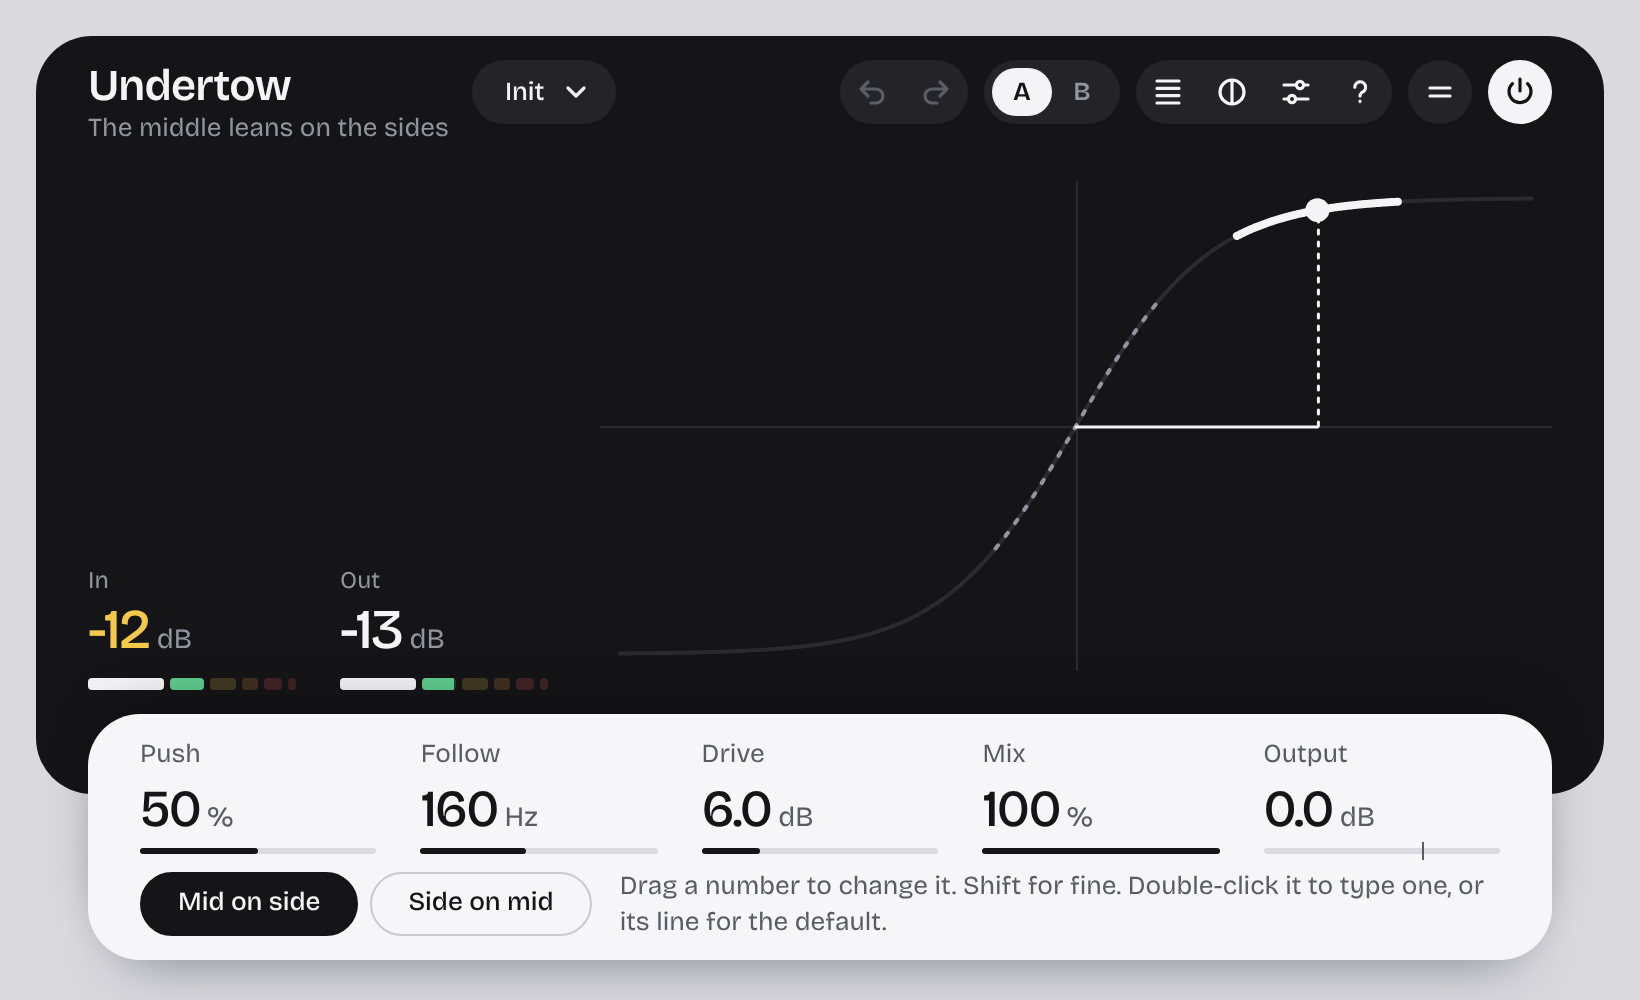 Undertow
The middle leans on the sides
Init
A
B
?
In
-12 dB
Out
-13 dB
Push
50 %
Follow
160 Hz
Drive
6.0 dB
Mix
100 %
Output
0.0 dB
Mid on side
Side on mid
Drag a number to change it. Shift for fine. Double-click it to type one, or
its line for the default.